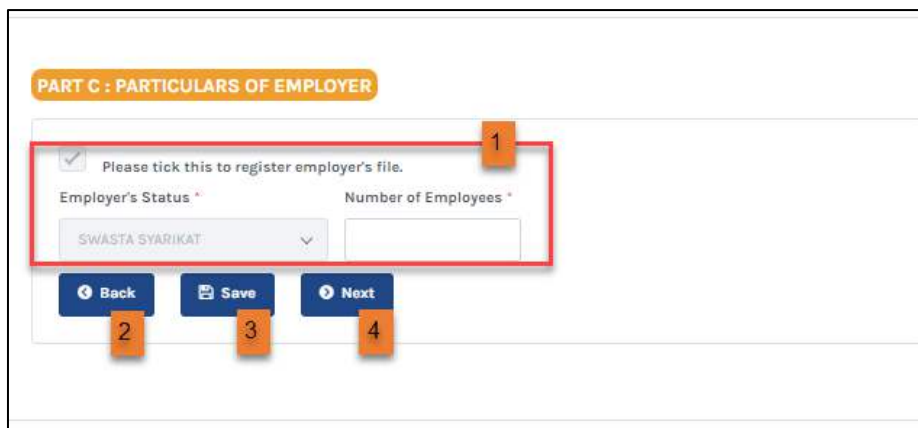 PART C : PARTICULARS OF EMPLOYER
1
Please tick this to register employer's file.
Employer's Status * Number of Employees *
SWASTA SYARIKAT
Back Save Next
2 3 4